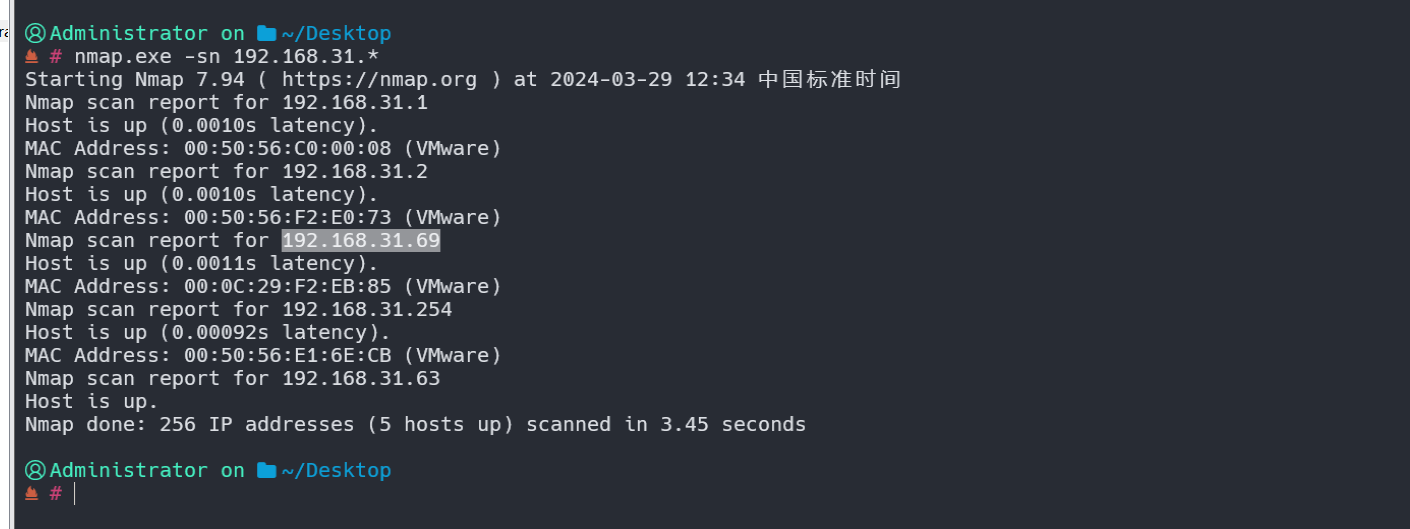 Administrator on ~/Desktop
# nmap.exe -sn 192.168.31.*
Starting Nmap 7.94 ( https://nmap.org ) at 2024-03-29 12:34 中国标准时间
Nmap scan report for 192.168.31.1
Host is up (0.0010s latency).
MAC Address: 00:50:56:C0:00:08 (VMware)
Nmap scan report for 192.168.31.2
Host is up (0.0010s latency).
MAC Address: 00:50:56:F2:E0:73 (VMware)
Nmap scan report for 192.168.31.69
Host is up (0.0011s latency).
MAC Address: 00:0C:29:F2:EB:85 (VMware)
Nmap scan report for 192.168.31.254
Host is up (0.00092s latency).
MAC Address: 00:50:56:E1:6E:CB (VMware)
Nmap scan report for 192.168.31.63
Host is up.
Nmap done: 256 IP addresses (5 hosts up) scanned in 3.45 seconds
Administrator on ~/Desktop
#